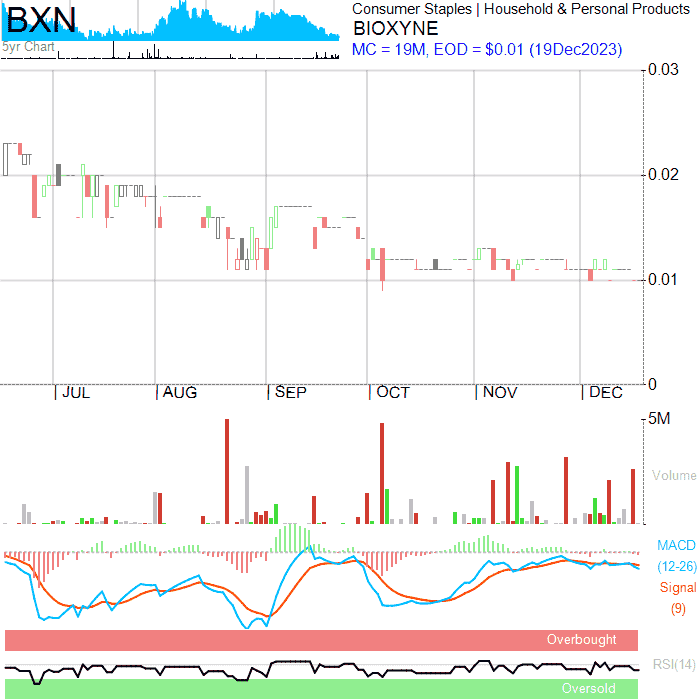 BXN
5yr Chart
Consumer Staples | Household & Personal Products
BIOXYNE
MC = 19M, EOD = $0.01 (19Dec2023)
0.03
0.02
0.01
0
JUL AUG SEP OCT NOV DEC
5M
Volume
MACD
(12-26)
Signal
(9)
Overbought
RSI(14)
Oversold